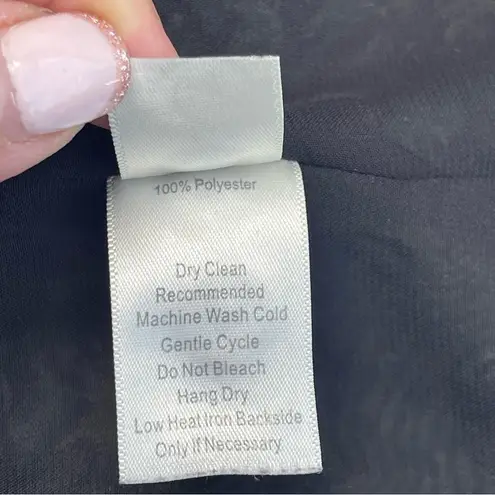 100% Polyester
Dry Clean
Recommended
Machine Wash Cold
Gentle Cycle
Do Not Bleach
Hang Dry
Low Heat Iron Backside
Only If Necessary